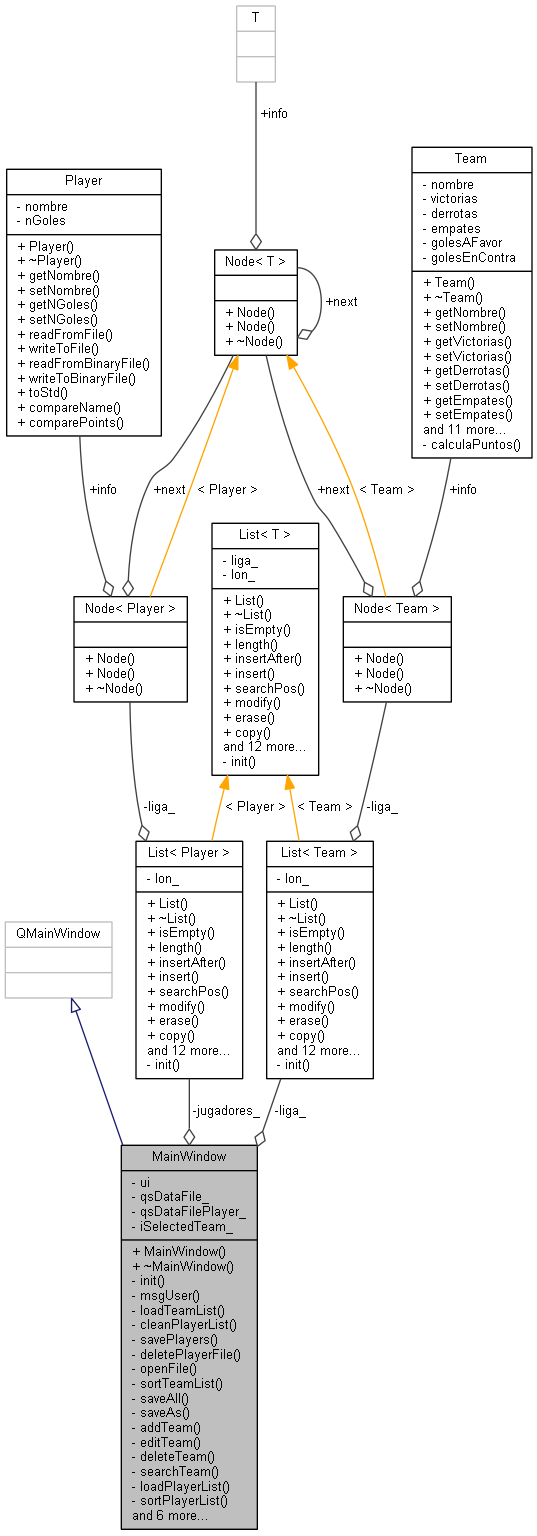 T
+info
Player
- nombre
- nGoles
+ Player()
+ ~Player()
+ getNombre()
+ setNombre()
+ getNGoles()
+ setNGoles()
+ readFromFile()
+ writeToFile()
+ readFromBinaryFile()
+ writeToBinaryFile()
+ toStd()
+ compareName()
+ comparePoints()
Node< T >
+ Node()
+ Node()
+ ~Node()
+next
Team
- nombre
- victorias
- derrotas
- empates
- golesAFavor
- golesEnContra
+ Team()
+ ~Team()
+ getNombre()
+ setNombre()
+ getVictorias()
+ setVictorias()
+ getDerrotas()
+ setDerrotas()
+ getEmpates()
+ setEmpates()
and 11 more...
- calculaPuntos()
+info
+next
< Player >
+next
< Team >
+info
List< T >
- liga_
- lon_
+ List()
+ ~List()
+ isEmpty()
+ length()
+ insertAfter()
+ insert()
+ searchPos()
+ modify()
+ erase()
+ copy()
and 12 more...
- init()
Node< Player >
+ Node()
+ Node()
+ ~Node()
Node< Team >
+ Node()
+ Node()
+ ~Node()
-liga_
< Player >
< Team >
-liga_
List< Player >
- lon_
+ List()
+ ~List()
+ isEmpty()
+ length()
+ insertAfter()
+ insert()
+ searchPos()
+ modify()
+ erase()
+ copy()
and 12 more...
- init()
List< Team >
- lon_
+ List()
+ ~List()
+ isEmpty()
+ length()
+ insertAfter()
+ insert()
+ searchPos()
+ modify()
+ erase()
+ copy()
and 12 more...
- init()
QMainWindow
-jugadores_
-liga_
MainWindow
- ui
- qsDataFile_
- qsDataFilePlayer_
- iSelectedTeam_
+ MainWindow()
+ ~MainWindow()
- init()
- msgUser()
- loadTeamList()
- cleanPlayerList()
- savePlayers()
- deletePlayerFile()
- openFile()
- sortTeamList()
- saveAll()
- saveAs()
- addTeam()
- editTeam()
- deleteTeam()
- searchTeam()
- loadPlayerList()
- sortPlayerList()
and 6 more...